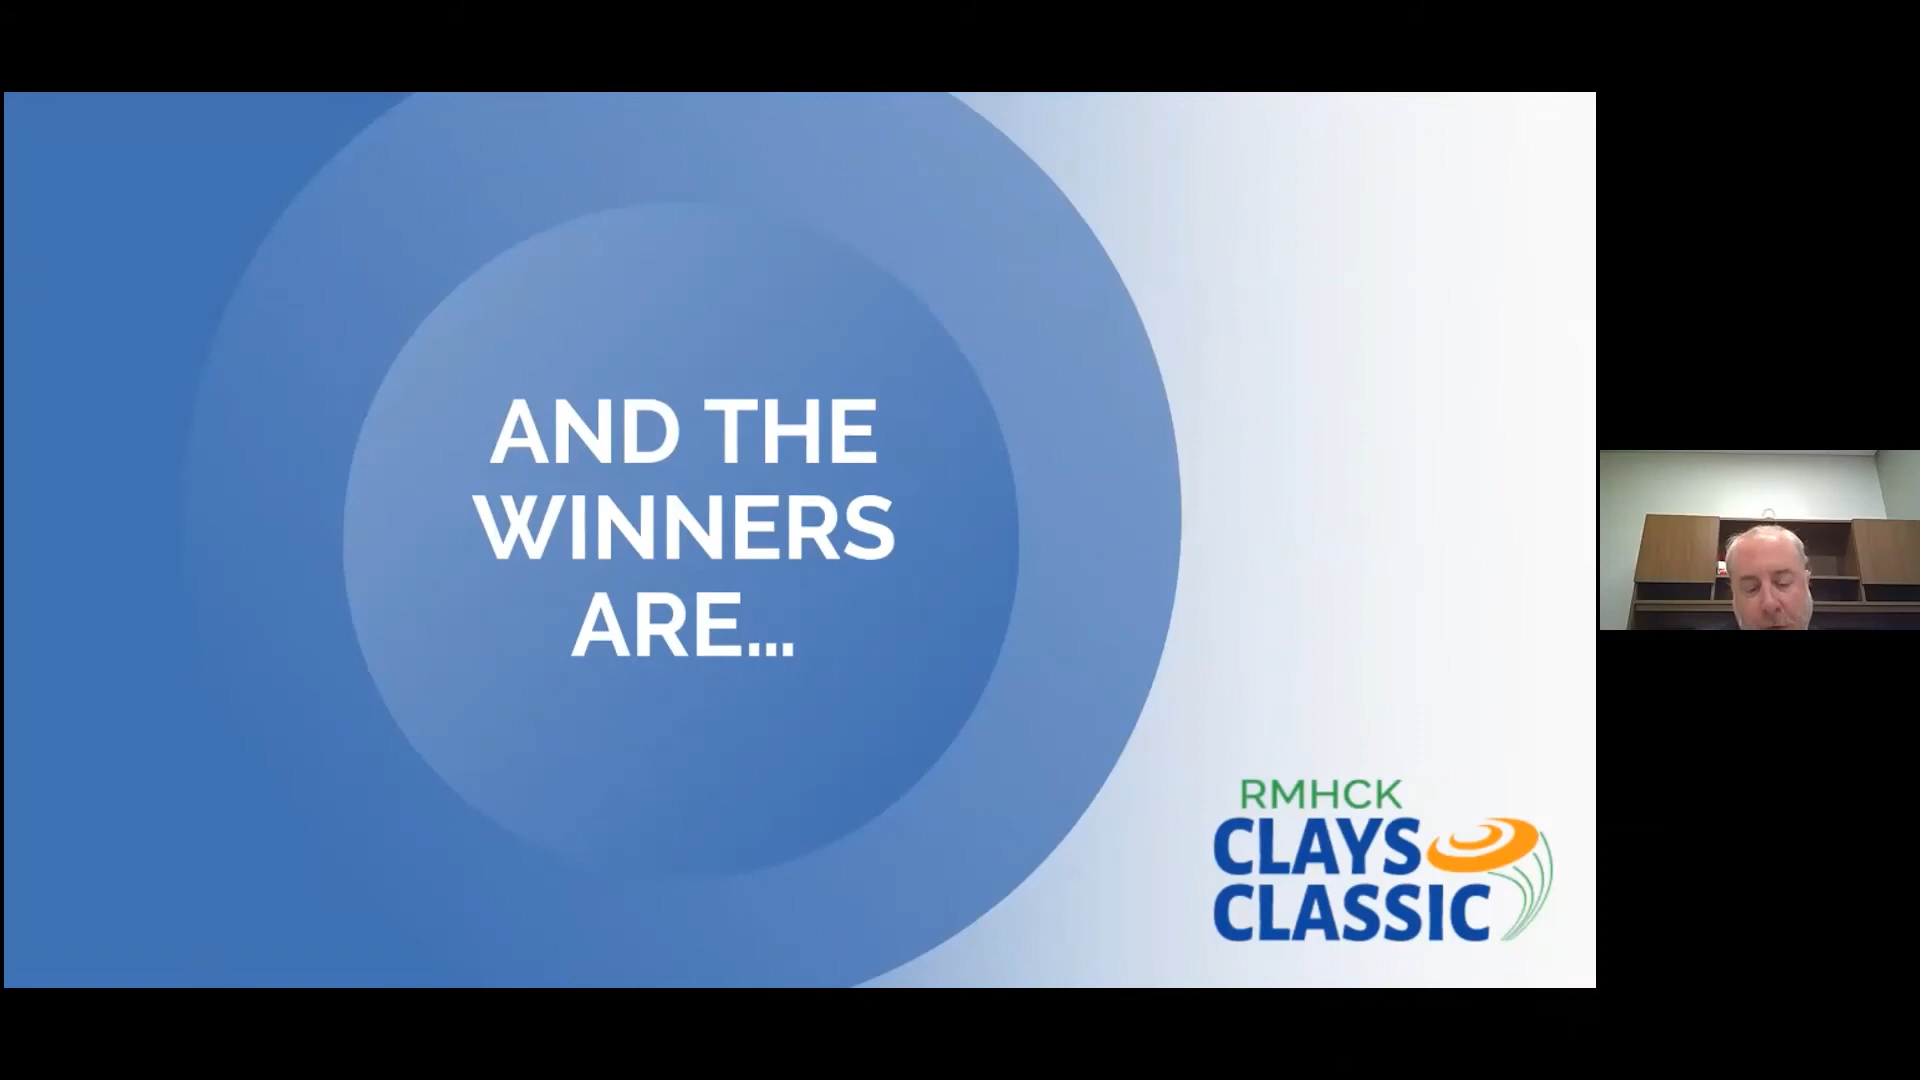 AND THE
WINNERS
ARE...
RMHCK
CLAYS
CLASSIC